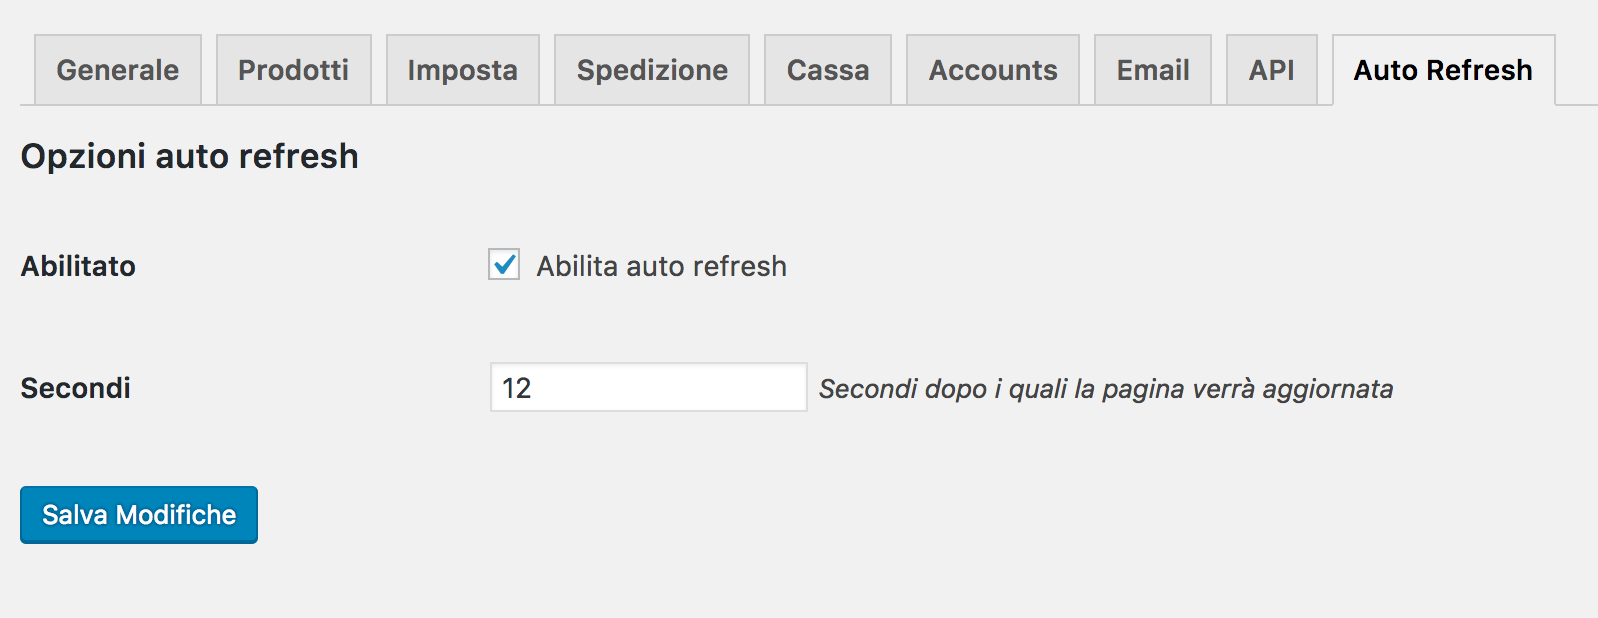 Generale Prodotti Imposta Spedizione Cassa Accounts Email API Auto Refresh
Opzioni auto refresh
Abilitato Abilita auto refresh
Secondi 12 Secondi dopo i quali la pagina verrà aggiornata
Salva Modifiche